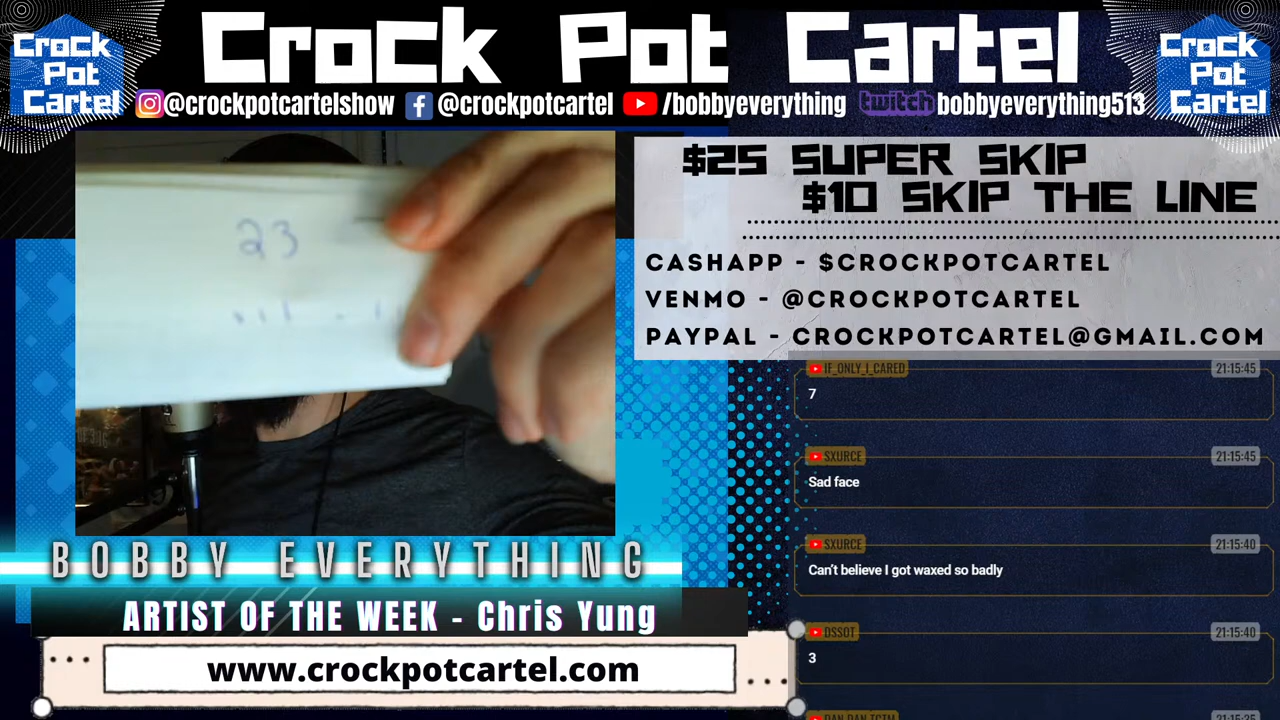 Crock Pot Cartel
Crock
Pot
Cartel
Crock
Pot
Cartel
@crockpotcartelshow @crockpotcartel /bobbyeverything twitch bobbyeverything513
$25 SUPER SKIP
$10 SKIP THE LINE
CASHAPP - $CROCKPOTCARTEL
VENMO - @CROCKPOTCARTEL
PAYPAL - CROCKPOTCARTEL@GMAIL.COM
23
IF_ONLY_I_CARED 21:15:45
7
SXURCE 21:15:45
Sad face
SXURCE 21:15:40
Can't believe I got waxed so badly
DSSOT 21:15:40
3
BOBBY EVERYTHING
ARTIST OF THE WEEK - Chris Yung
www.crockpotcartel.com